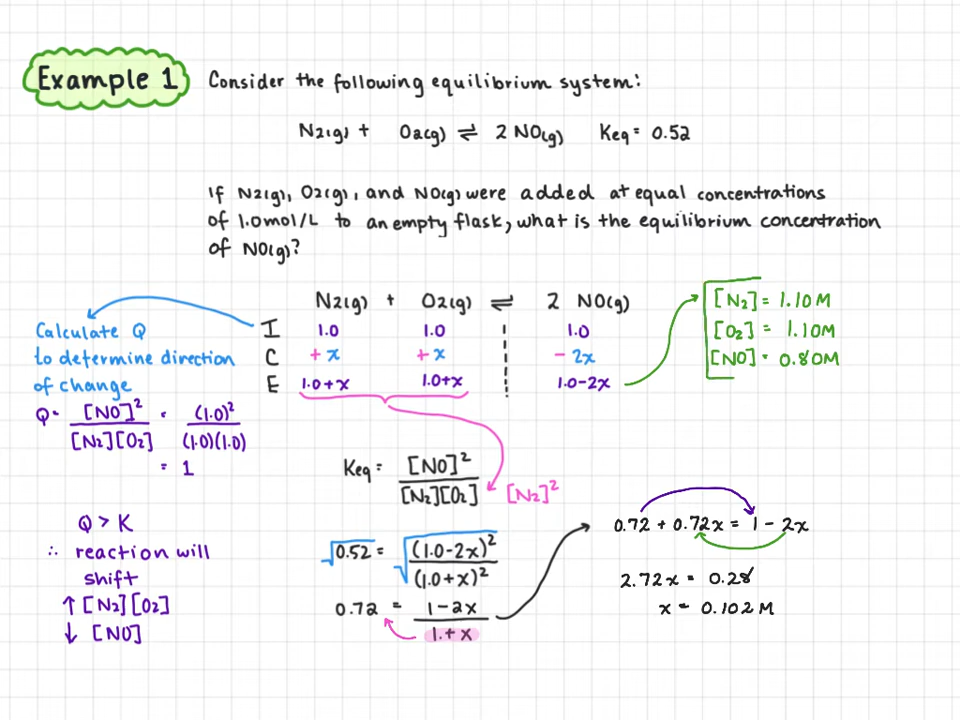 Example 1
Consider the following equilibrium system:
N2(g) + O2(g) ⇌ 2 NO(g) Keq = 0.52
If N2(g), O2(g), and NO(g) were added at equal concentrations
of 1.0mol/L to an empty flask, what is the equilibrium concentration
of NO(g)?
N2(g) + O2(g) ⇌ 2 NO(g)
I 1.0 1.0 1.0
C + x + x - 2x
E 1.0+x 1.0+x 1.0-2x
[N2] = 1.10M
[O2] = 1.10M
[NO] = 0.80M
Calculate Q
to determine direction
of change
Q = [NO]² / [N2][O2] = (1.0)² / (1.0)(1.0)
= 1
Q > K
∴ reaction will
shift
↑ [N2][O2]
↓ [NO]
Keq = [NO]² / [N2][O2]
[N2]²
√0.52 = √(1.0-2x)² / (1.0+x)²
0.72 = 1-2x / 1.+x
0.72 + 0.72x = 1 - 2x
2.72x = 0.28
x = 0.102 M